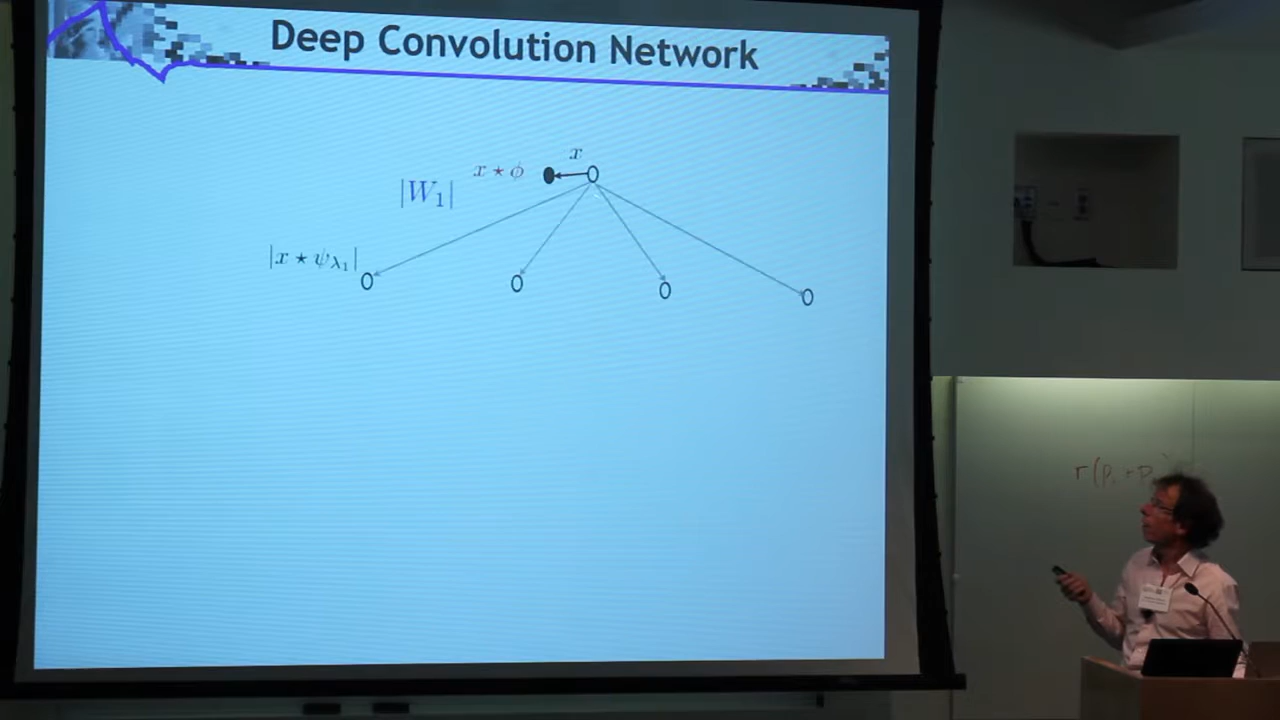 Deep Convolution Network
x
x ⋆ ϕ
|W₁|
|x ⋆ ψ_λ₁|